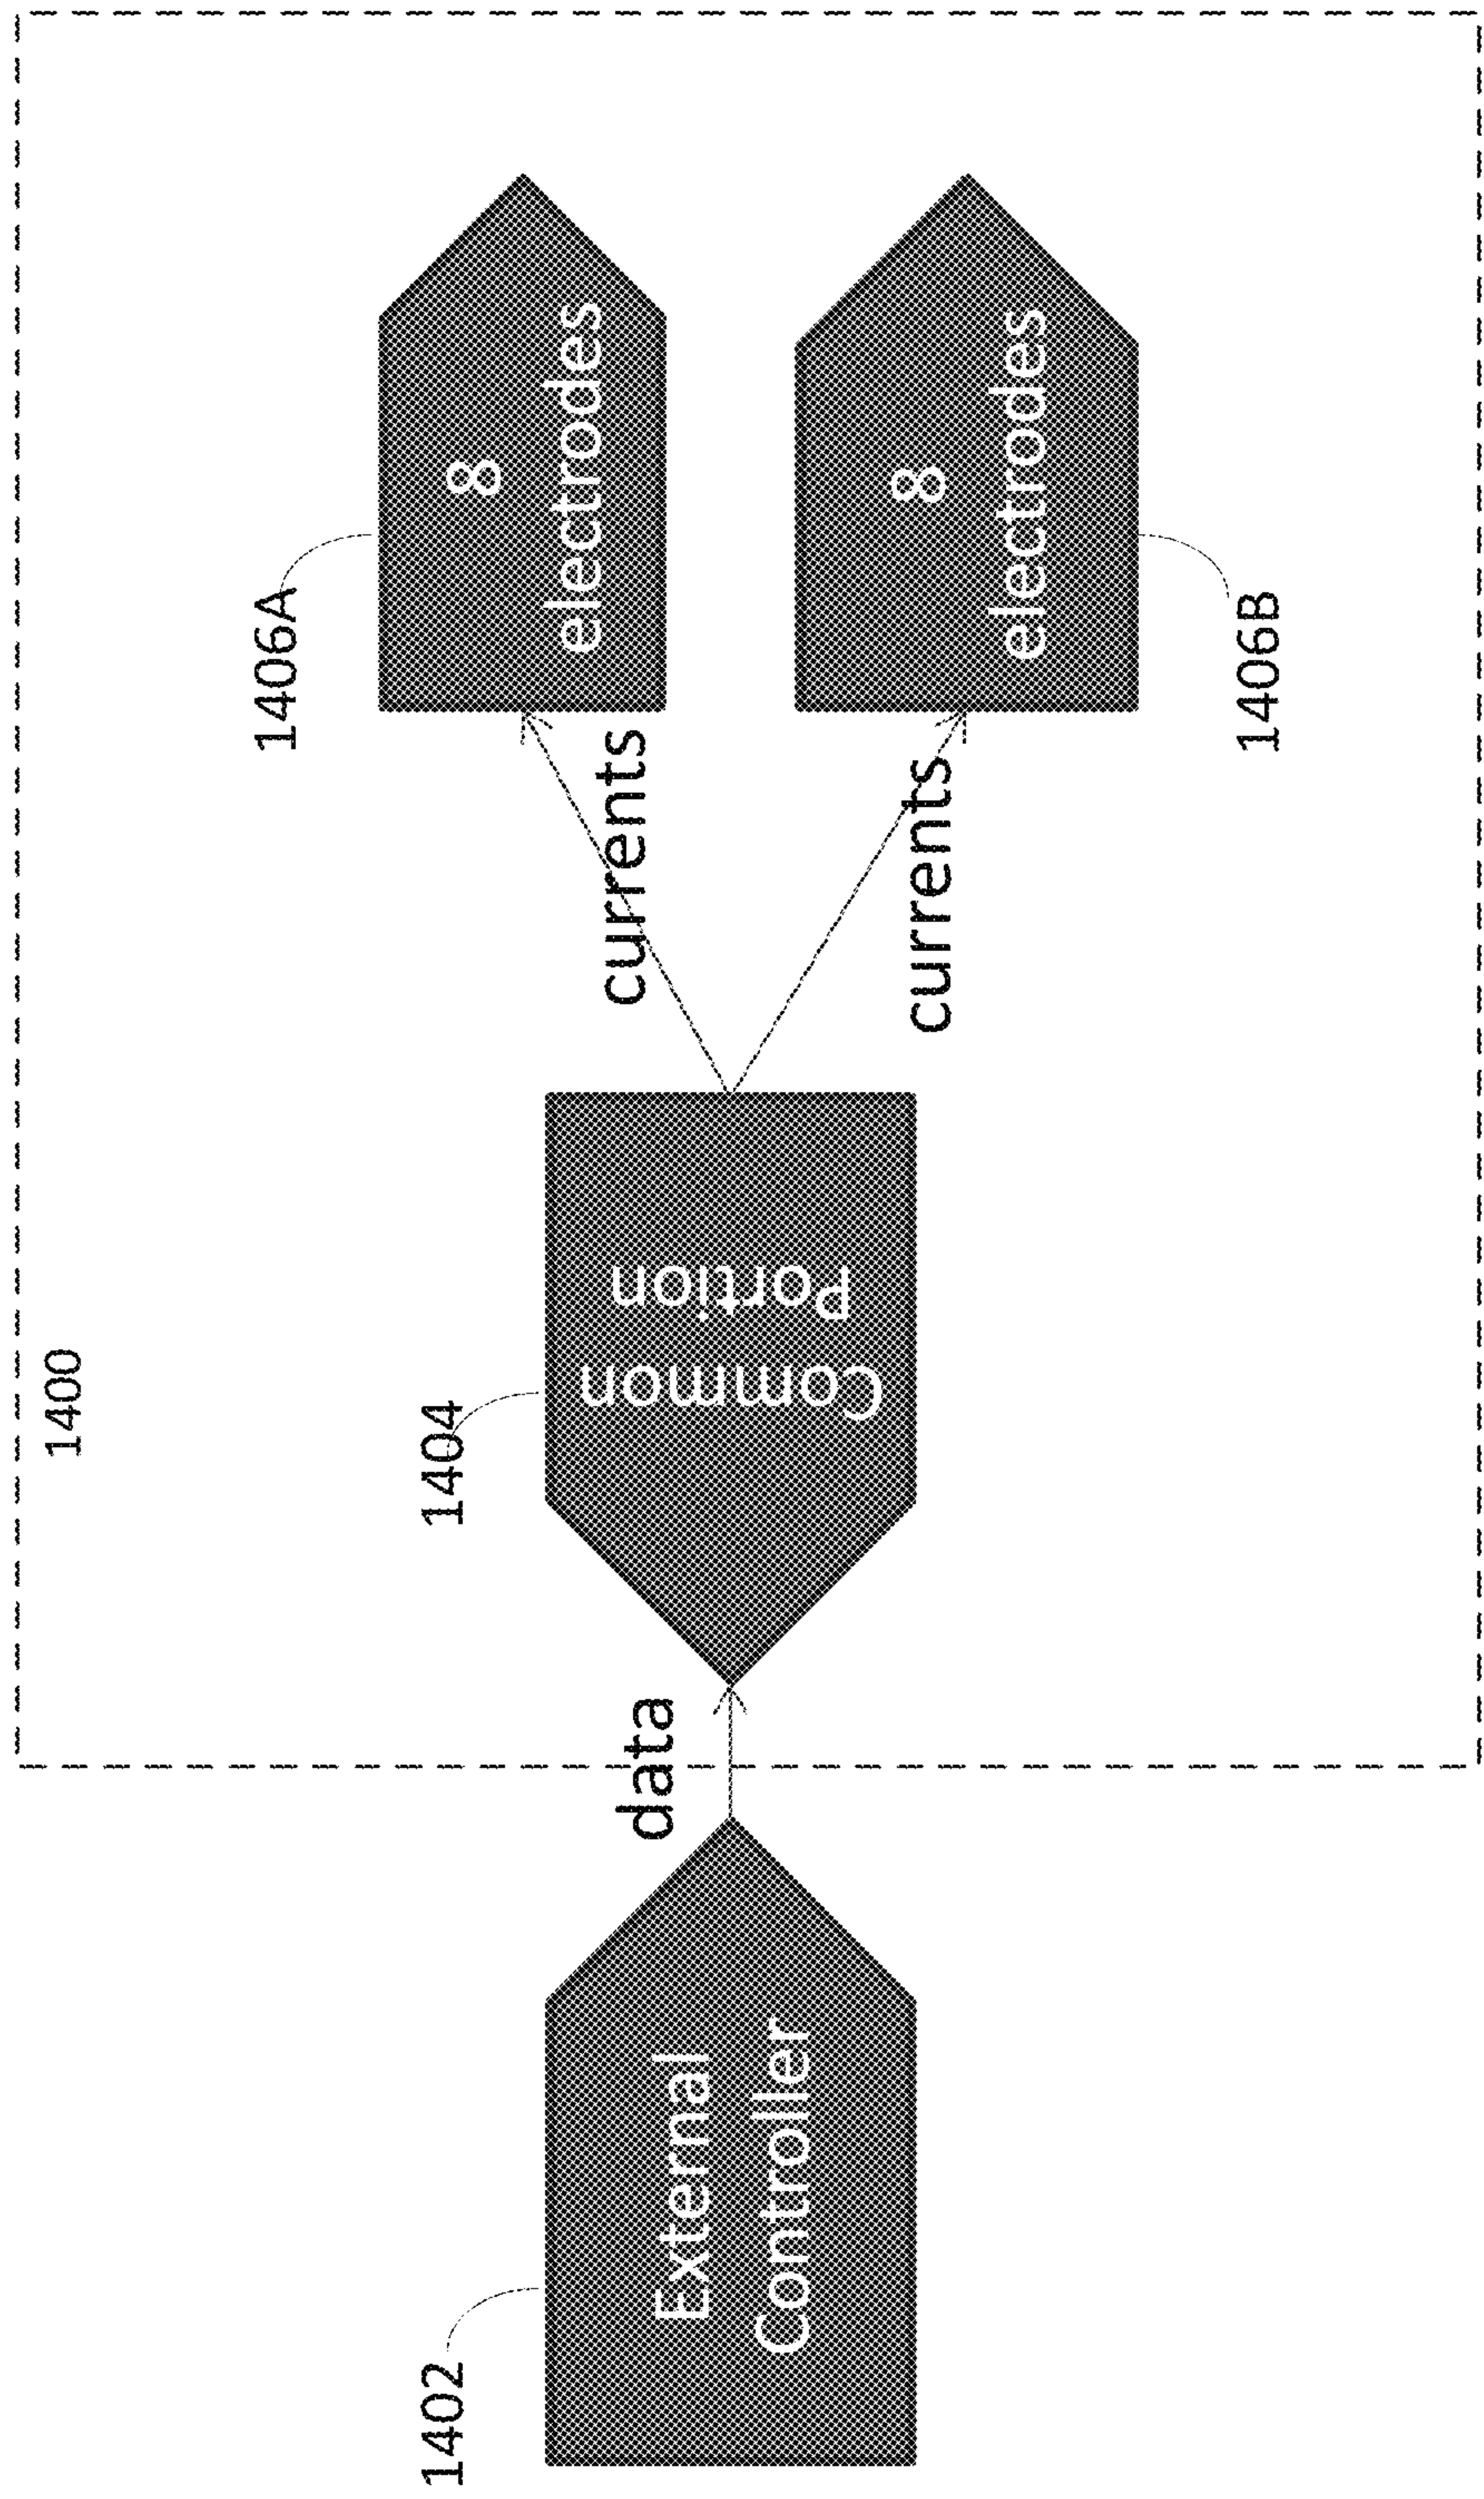 1400
1402
External
Controller
data
1404
Common
Portion
currents
currents
1406A
8
electrodes
8
electrodes
1406B